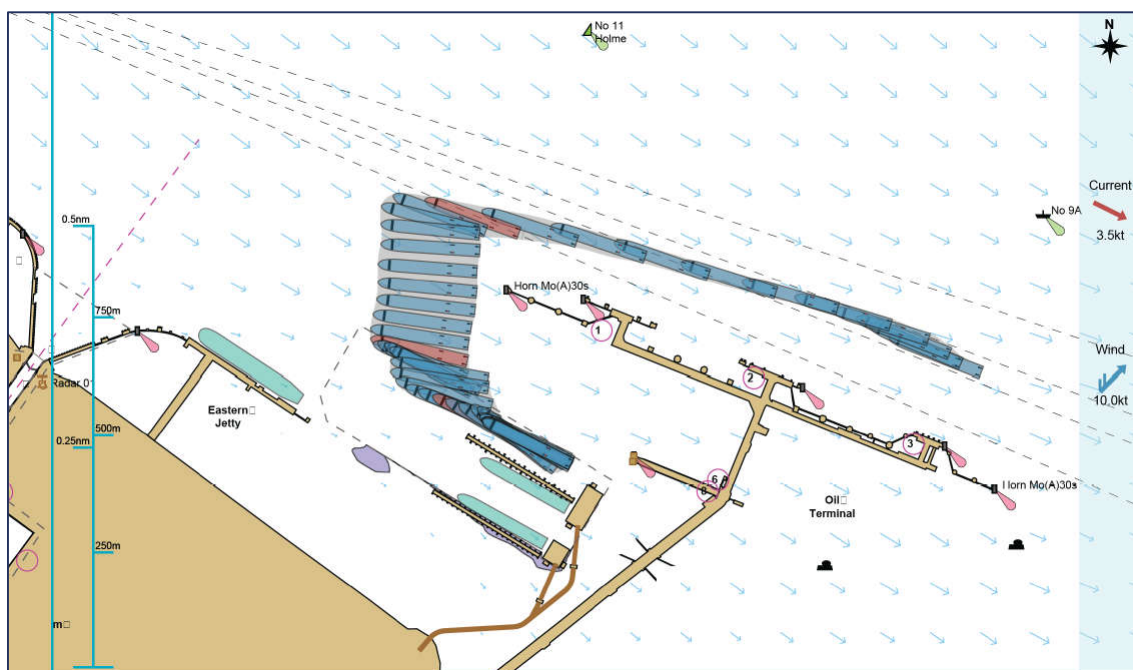 No 11
Holme
N
0.5nm
Current
No 9A
3.5kt
Horn Mo(A)30s
750m
1
Wind
2
Radar 0
10.0kt
Eastern
Jetty
500m
0.25nm
3
6
8
Horn Mo(A)30s
Oil
Terminal
250m
m